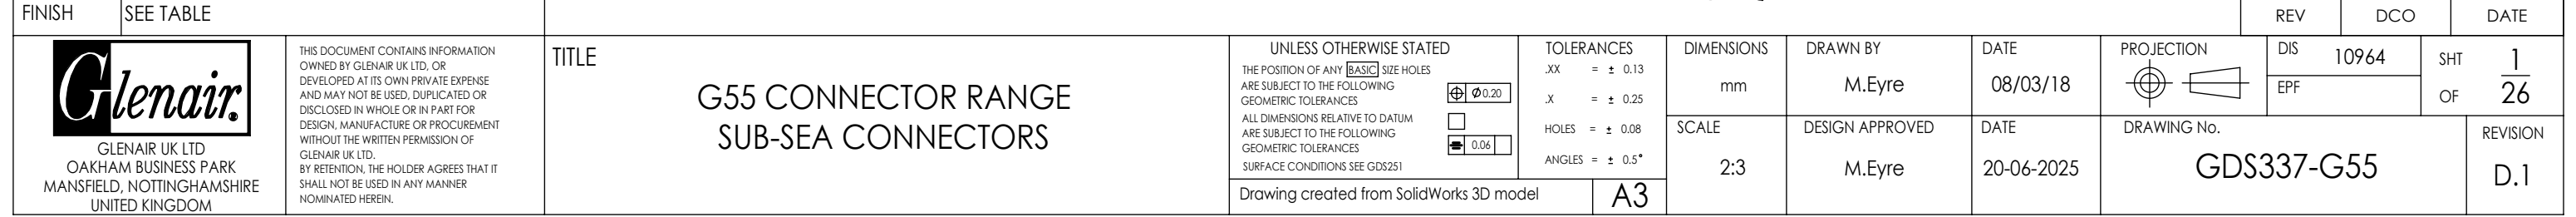 FINISH
SEE TABLE
REV
DCO
DATE
Glenair®
GLENAIR UK LTD
OAKHAM BUSINESS PARK
MANSFIELD, NOTTINGHAMSHIRE
UNITED KINGDOM
THIS DOCUMENT CONTAINS INFORMATION
OWNED BY GLENAIR UK LTD, OR
DEVELOPED AT ITS OWN PRIVATE EXPENSE
AND MAY NOT BE USED, DUPLICATED OR
DISCLOSED IN WHOLE OR IN PART FOR
DESIGN, MANUFACTURE OR PROCUREMENT
WITHOUT THE WRITTEN PERMISSION OF
GLENAIR UK LTD.
BY RETENTION, THE HOLDER AGREES THAT IT
SHALL NOT BE USED IN ANY MANNER
NOMINATED HEREIN.
TITLE
G55 CONNECTOR RANGE
SUB-SEA CONNECTORS
UNLESS OTHERWISE STATED
THE POSITION OF ANY BASIC SIZE HOLES
ARE SUBJECT TO THE FOLLOWING
GEOMETRIC TOLERANCES
⌖ Ø0.20
ALL DIMENSIONS RELATIVE TO DATUM
ARE SUBJECT TO THE FOLLOWING
GEOMETRIC TOLERANCES
⌯ 0.06
SURFACE CONDITIONS SEE GDS251
Drawing created from SolidWorks 3D model
A3
TOLERANCES
.XX = ± 0.13
.X = ± 0.25
HOLES = ± 0.08
ANGLES = ± 0.5°
DIMENSIONS
mm
SCALE
2:3
DRAWN BY
M.Eyre
DATE
08/03/18
DESIGN APPROVED
M.Eyre
DATE
20-06-2025
PROJECTION
DIS 10964
EPF
SHT 1
OF 26
DRAWING No.
GDS337-G55
REVISION
D.1